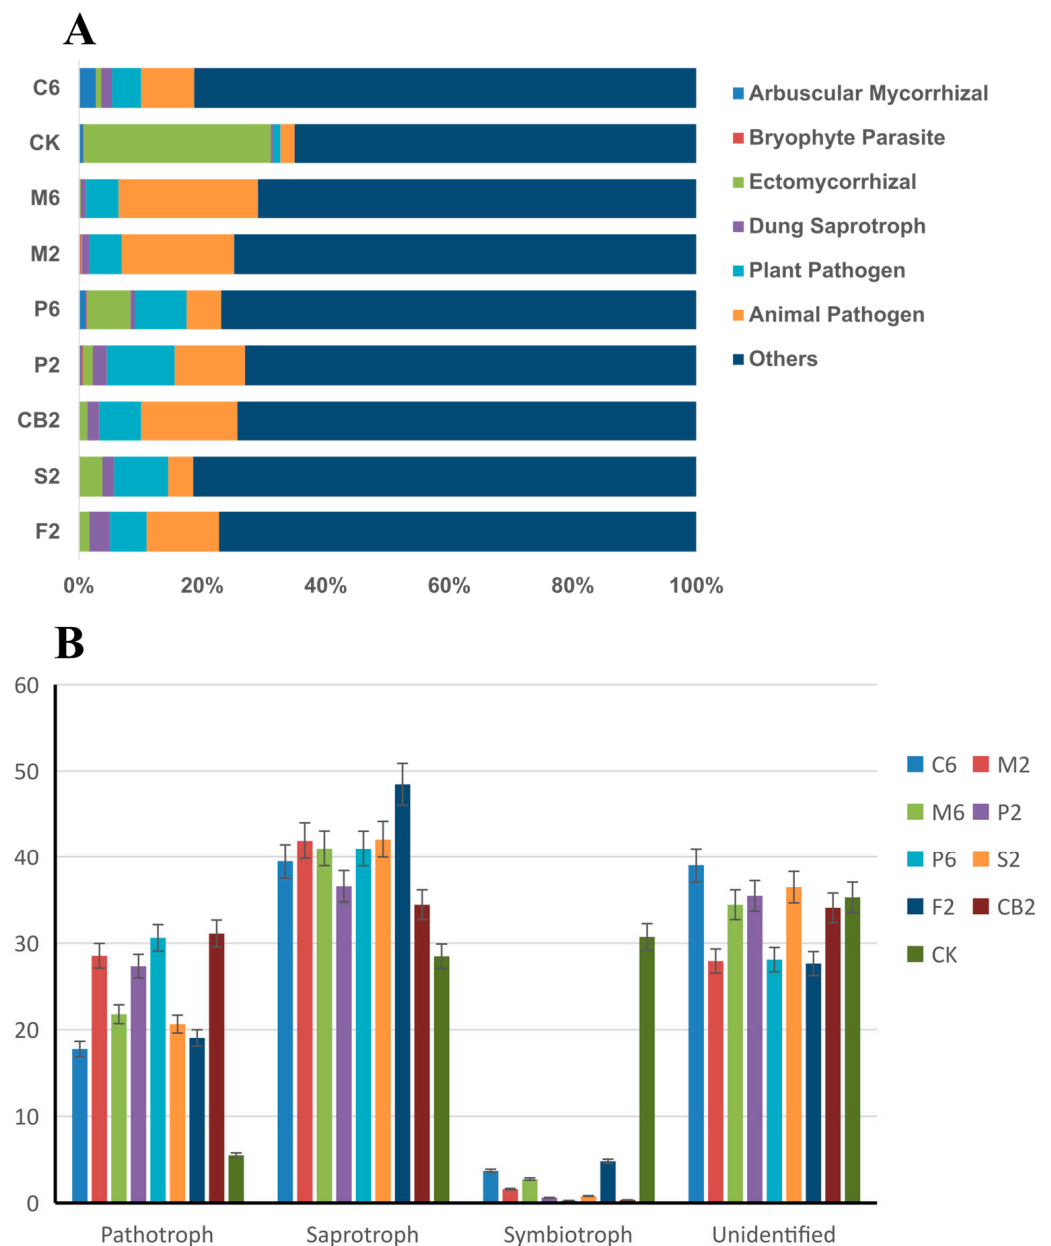 A
C6
CK
M6
M2
P6
P2
CB2
S2
F2
0% 20% 40% 60% 80% 100%
Arbuscular Mycorrhizal
Bryophyte Parasite
Ectomycorrhizal
Dung Saprotroph
Plant Pathogen
Animal Pathogen
Others
B
60
50
40
30
20
10
0
Pathotroph Saprotroph Symbiotroph Unidentified
C6 M2
M6 P2
P6 S2
F2 CB2
CK